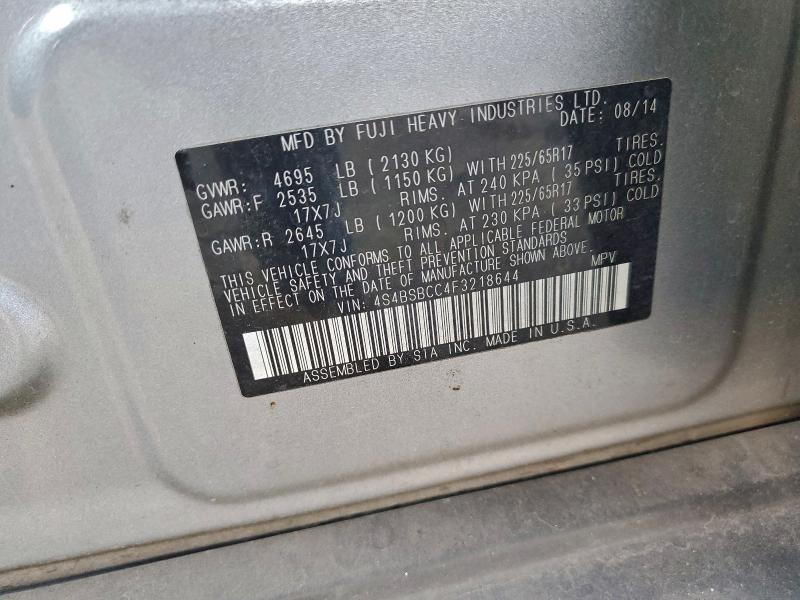 MFD BY FUJI HEAVY INDUSTRIES LTD.
DATE: 08/14
GVWR: 4695 LB ( 2130 KG)
GAWR:F 2535 LB ( 1150 KG) WITH 225/65R17 TIRES.
17X7J RIMS. AT 240 KPA ( 35 PSI) COLD
GAWR:R 2645 LB ( 1200 KG) WITH 225/65R17 TIRES.
17X7J RIMS. AT 230 KPA ( 33 PSI) COLD
THIS VEHICLE CONFORMS TO ALL APPLICABLE FEDERAL MOTOR
VEHICLE SAFETY AND THEFT PREVENTION STANDARDS
IN EFFECT ON THE DATE OF MANUFACTURE SHOWN ABOVE.
VIN: 4S4BSBCC4F3218644 MPV
ASSEMBLED BY SIA INC. MADE IN U.S.A.